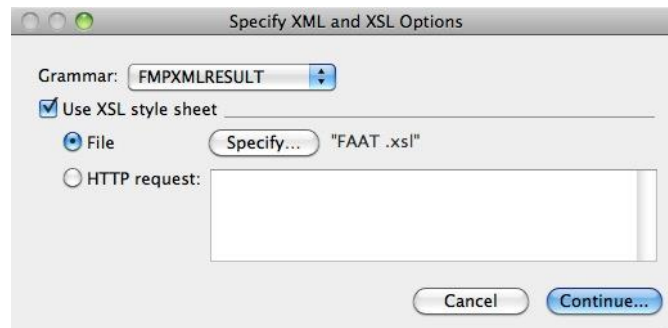 Specify XML and XSL Options
Grammar: FMPXMLRESULT
Use XSL style sheet
File Specify... "FAAT .xsl"
HTTP request:
Cancel Continue...